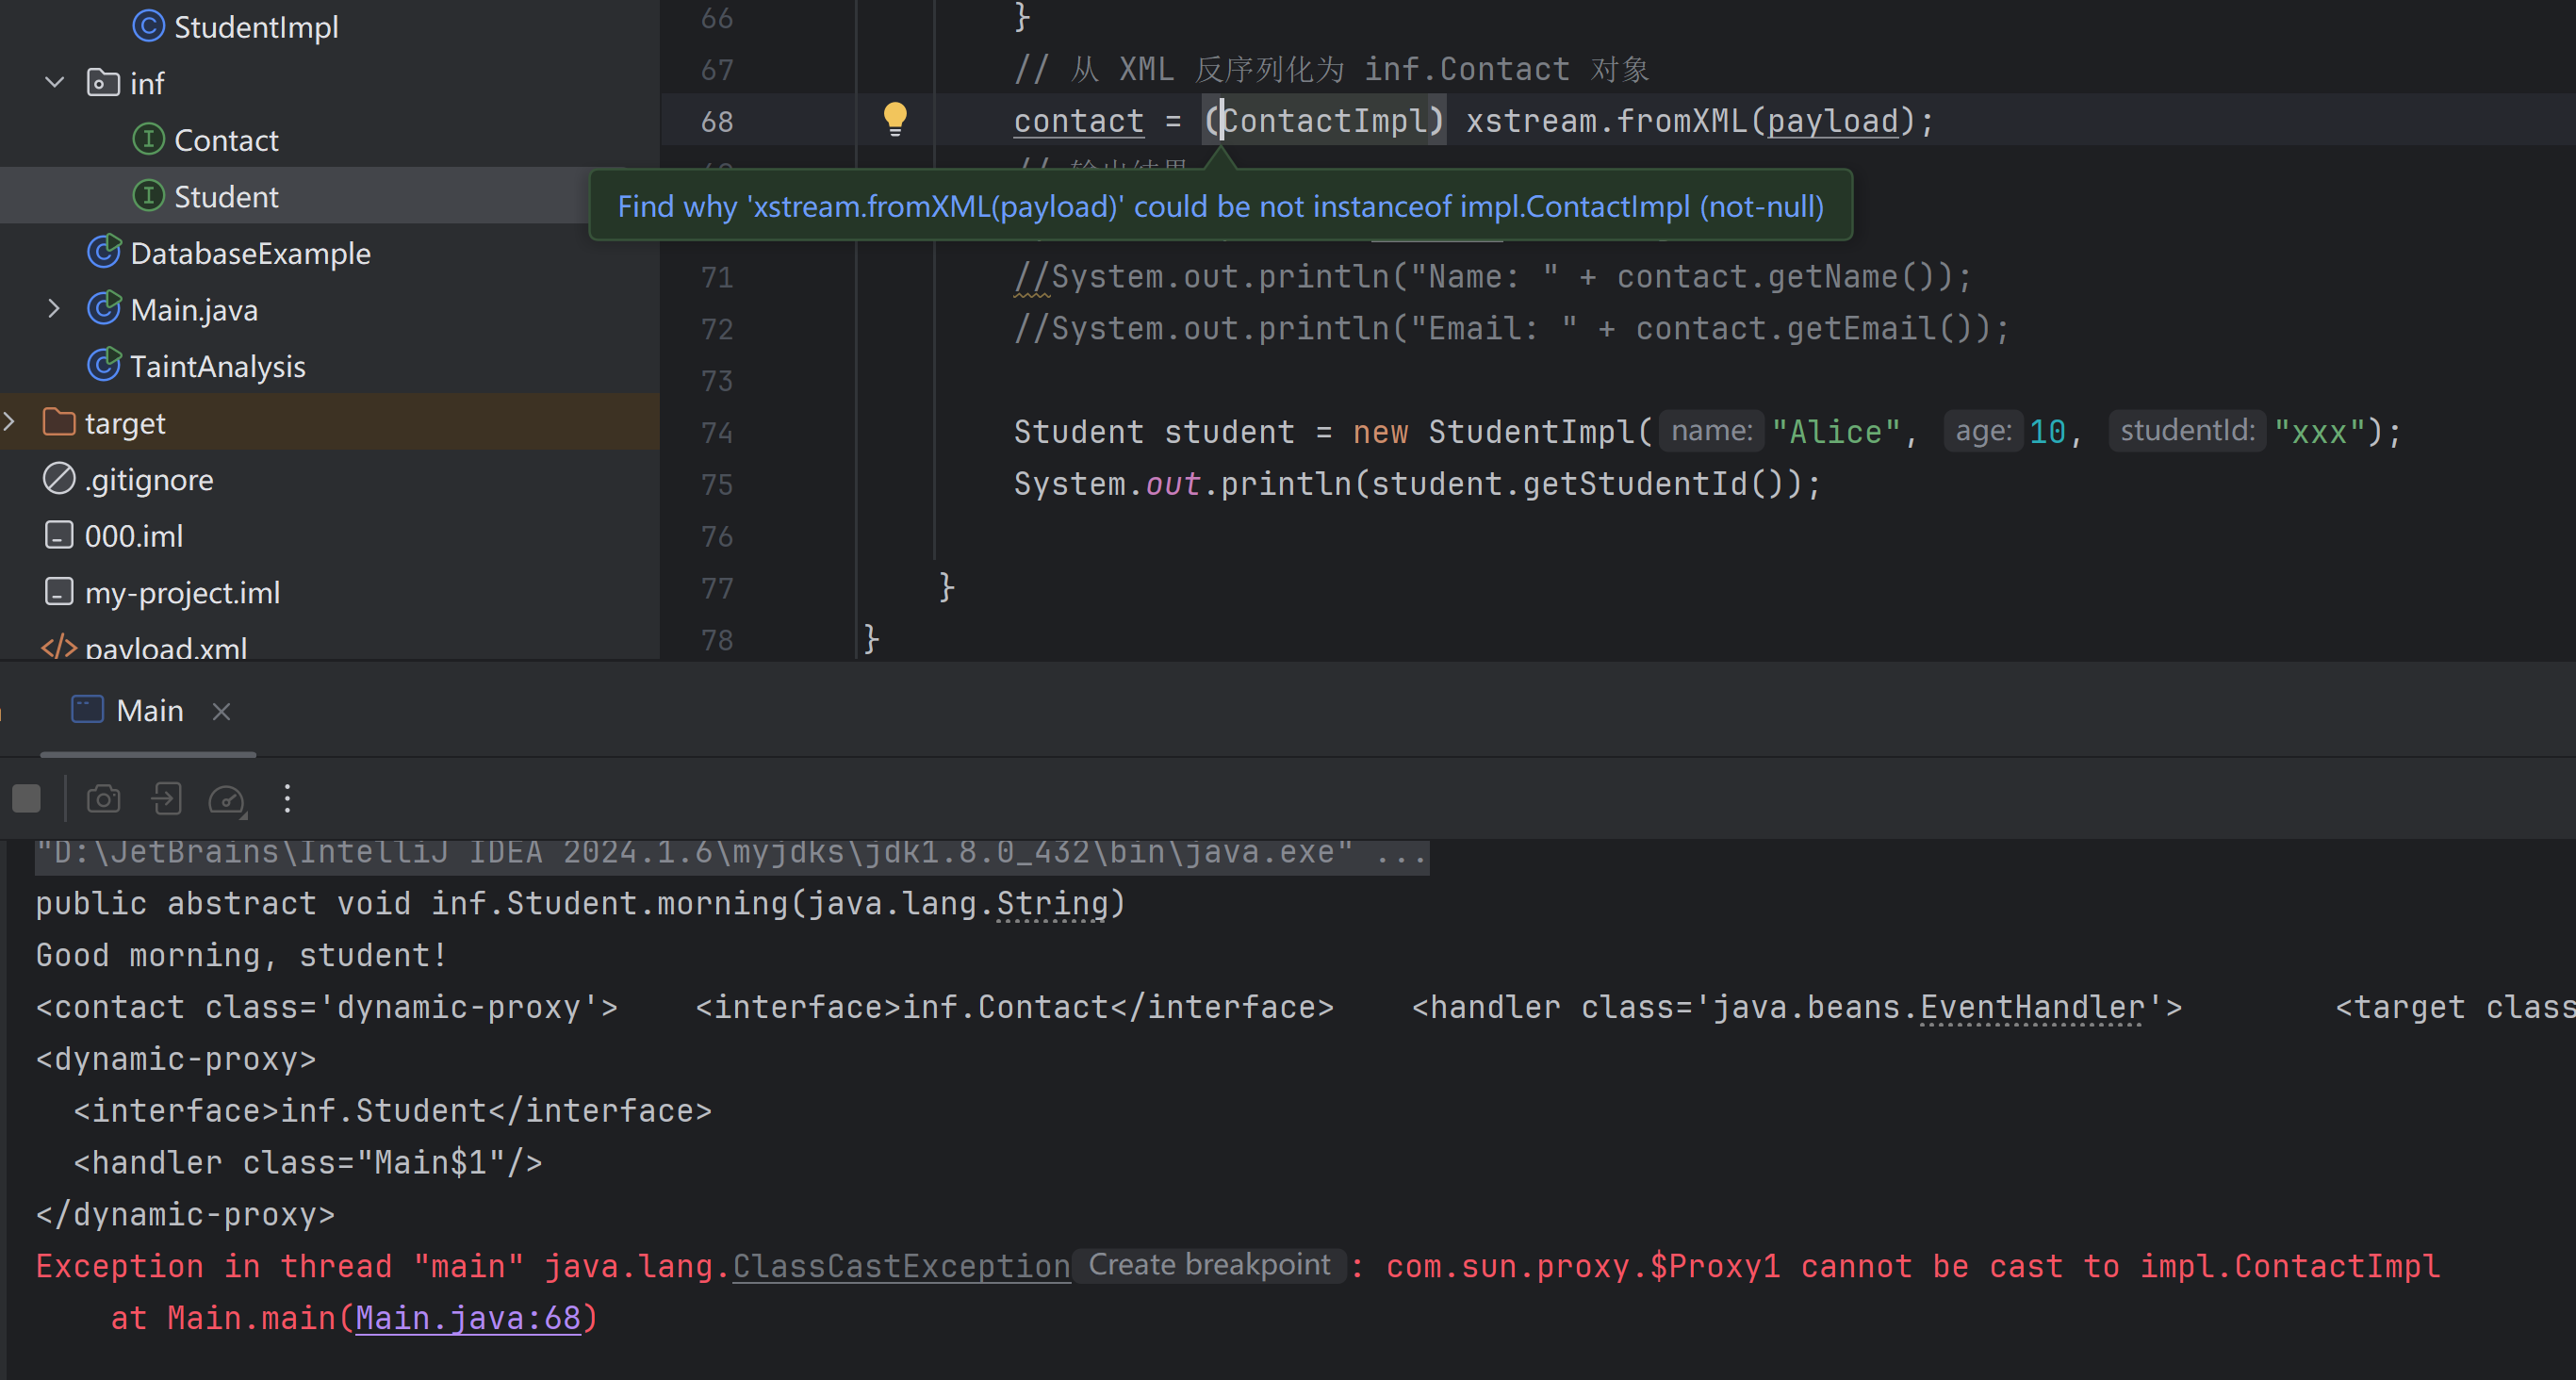 StudentImpl
inf
Contact
Student
DatabaseExample
Main.java
TaintAnalysis
target
.gitignore
000.iml
my-project.iml
payload.xml
66 }
67 // 从 XML 反序列化为 inf.Contact 对象
68 contact = (ContactImpl) xstream.fromXML(payload);
Find why 'xstream.fromXML(payload)' could be not instanceof impl.ContactImpl (not-null)
71 //System.out.println("Name: " + contact.getName());
72 //System.out.println("Email: " + contact.getEmail());
73
74 Student student = new StudentImpl( name: "Alice", age: 10, studentId: "xxx");
75 System.out.println(student.getStudentId());
76
77 }
78 }
Main
"D:\JetBrains\IntelliJ IDEA 2024.1.6\myjdks\jdk1.8.0_432\bin\java.exe" ...
public abstract void inf.Student.morning(java.lang.String)
Good morning, student!
<contact class='dynamic-proxy'>    <interface>inf.Contact</interface>    <handler class='java.beans.EventHandler'>        <target class
<dynamic-proxy>
  <interface>inf.Student</interface>
  <handler class="Main$1"/>
</dynamic-proxy>
Exception in thread "main" java.lang.ClassCastException Create breakpoint : com.sun.proxy.$Proxy1 cannot be cast to impl.ContactImpl
    at Main.main(Main.java:68)